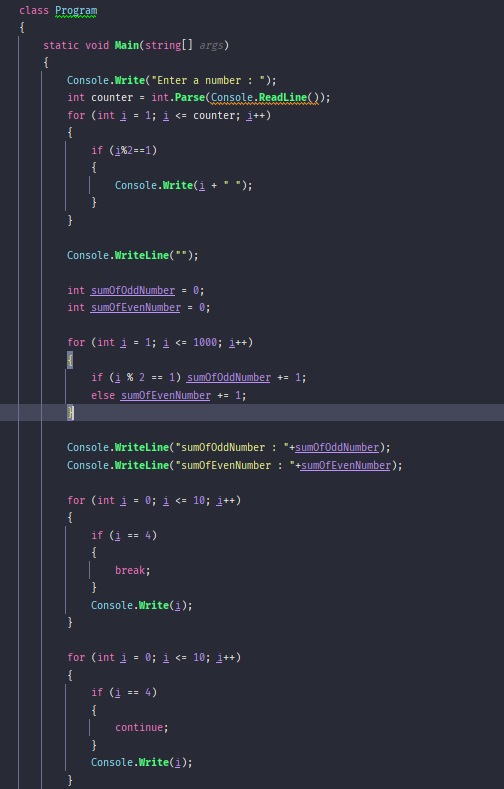 class Program
{
static void Main(string[] args)
{
Console.Write("Enter a number : ");
int counter = int.Parse(Console.ReadLine());
for (int i = 1; i <= counter; i++)
{
if (i%2==1)
{
Console.Write(i + " ");
}
}
Console.WriteLine("");
int sumOfOddNumber = 0;
int sumOfEvenNumber = 0;
for (int i = 1; i <= 1000; i++)
{
if (i % 2 == 1) sumOfOddNumber += 1;
else sumOfEvenNumber += 1;
}
Console.WriteLine("sumOfOddNumber : "+sumOfOddNumber);
Console.WriteLine("sumOfEvenNumber : "+sumOfEvenNumber);
for (int i = 0; i <= 10; i++)
{
if (i == 4)
{
break;
}
Console.Write(i);
}
for (int i = 0; i <= 10; i++)
{
if (i == 4)
{
continue;
}
Console.Write(i);
}